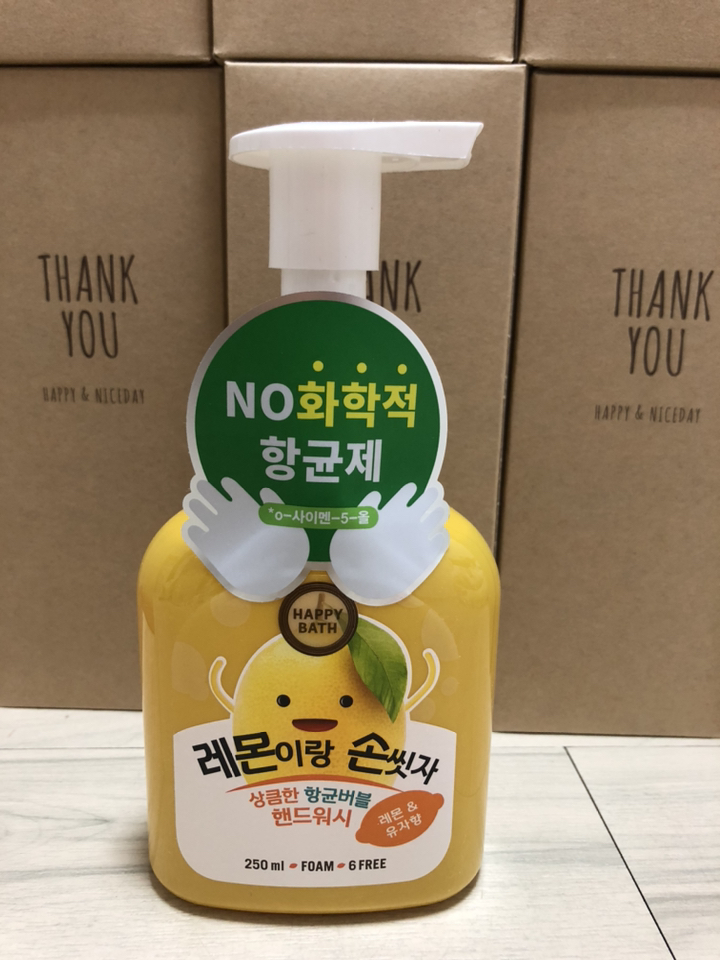 THANK
YOU
HAPPY & NICEDAY
ANK
THANK
YOU
HAPPY & NICEDAY
NO화학적
항균제
*o-사이멘-5-올
HAPPY
BATH
레몬이랑 손씻자
상큼한 항균버블
핸드워시
레몬 &
유자향
250 ml FOAM 6 FREE